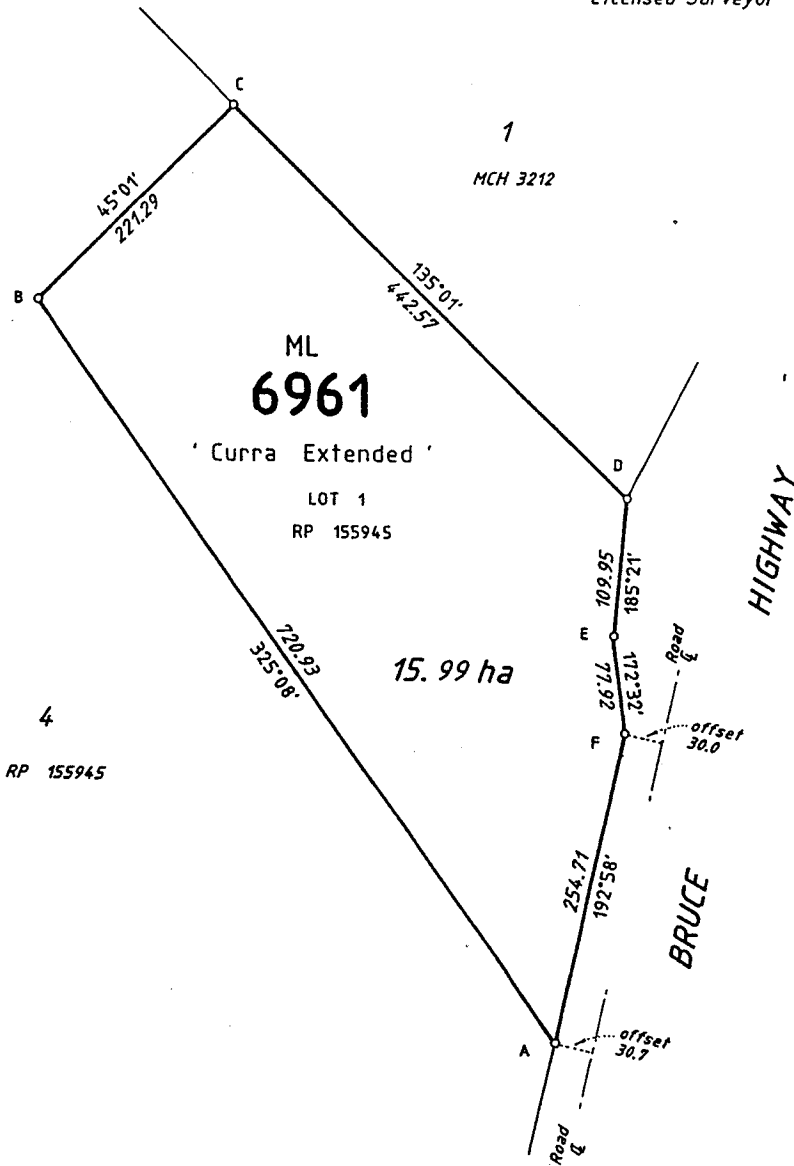 Licensed Surveyor
C
1
MCH 3212
45°01'
221.29
B
135°01'
442.57
ML
6961
' Curra Extended '
LOT 1
RP 155945
D
HIGHWAY
109.95
185°21'
E
172°32'
77.92
Road
℄
720.93
325°08'
15.99 ha
offset
30.0
F
4
RP 155945
254.71
192°58'
BRUCE
A
offset
30.7
Road
℄